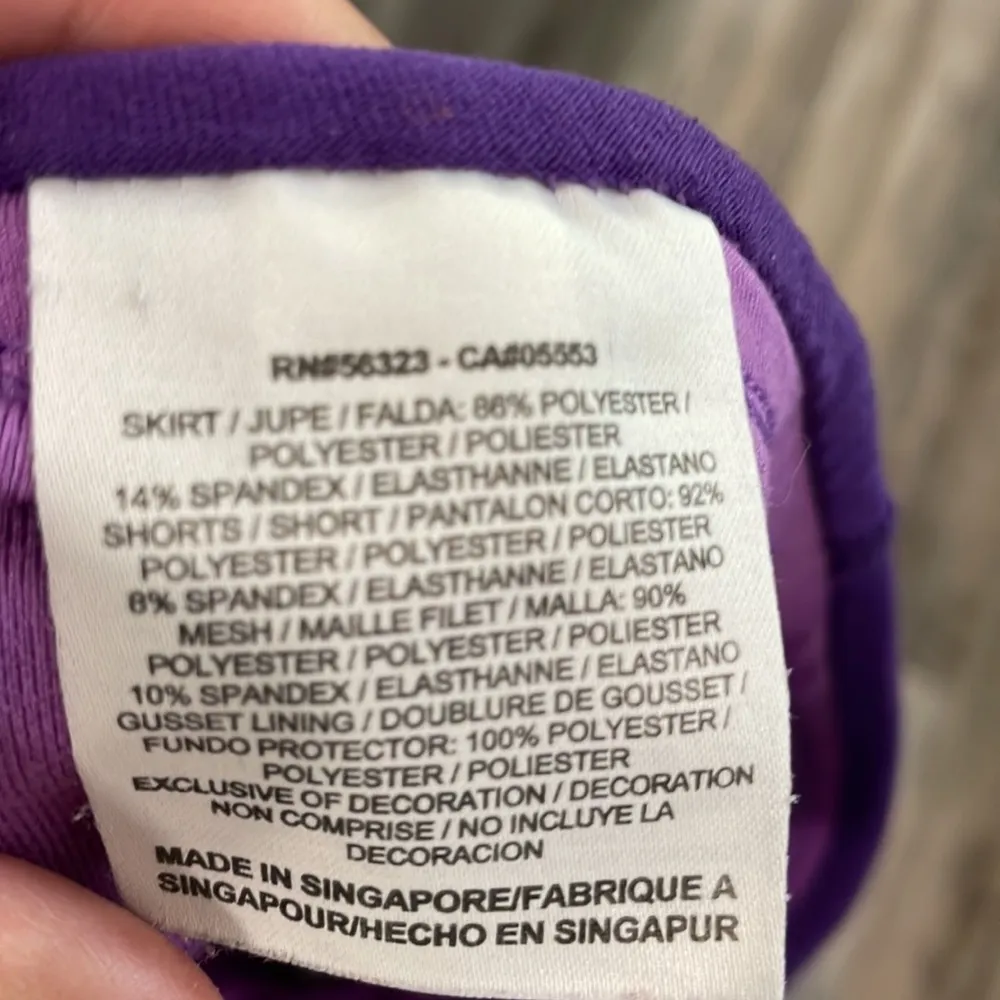 RN#56323 - CA#05553
SKIRT / JUPE / FALDA: 86% POLYESTER /
POLYESTER / POLIESTER
14% SPANDEX / ELASTHANNE / ELASTANO
SHORTS / SHORT / PANTALON CORTO: 92%
POLYESTER / POLYESTER / POLIESTER
8% SPANDEX / ELASTHANNE / ELASTANO
MESH / MAILLE FILET / MALLA: 90%
POLYESTER / POLYESTER / POLIESTER
10% SPANDEX / ELASTHANNE / ELASTANO
GUSSET LINING / DOUBLURE DE GOUSSET /
FUNDO PROTECTOR: 100% POLYESTER /
POLYESTER / POLIESTER
EXCLUSIVE OF DECORATION / DECORATION
NON COMPRISE / NO INCLUYE LA
DECORACION
MADE IN SINGAPORE/FABRIQUE A
SINGAPOUR/HECHO EN SINGAPUR